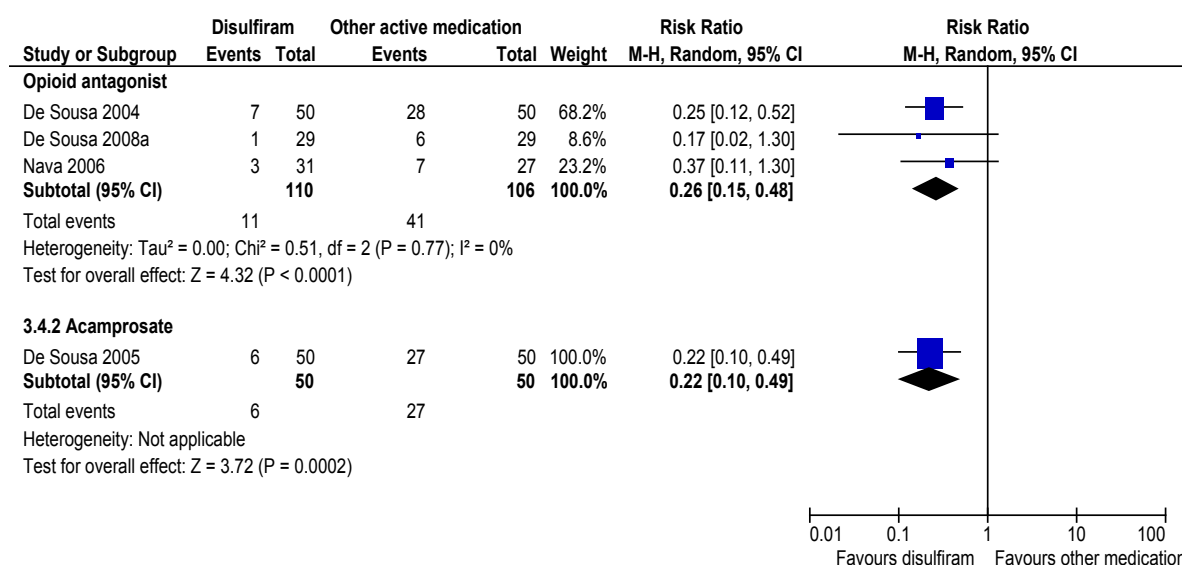 Disulfiram Other active medication Risk Ratio Risk Ratio
Study or Subgroup Events Total Events Total Weight M-H, Random, 95% CI M-H, Random, 95% CI
Opioid antagonist
De Sousa 2004 7 50 28 50 68.2% 0.25 [0.12, 0.52]
De Sousa 2008a 1 29 6 29 8.6% 0.17 [0.02, 1.30]
Nava 2006 3 31 7 27 23.2% 0.37 [0.11, 1.30]
Subtotal (95% CI) 110 106 100.0% 0.26 [0.15, 0.48]
Total events 11 41
Heterogeneity: Tau² = 0.00; Chi² = 0.51, df = 2 (P = 0.77); I² = 0%
Test for overall effect: Z = 4.32 (P < 0.0001)
3.4.2 Acamprosate
De Sousa 2005 6 50 27 50 100.0% 0.22 [0.10, 0.49]
Subtotal (95% CI) 50 50 100.0% 0.22 [0.10, 0.49]
Total events 6 27
Heterogeneity: Not applicable
Test for overall effect: Z = 3.72 (P = 0.0002)
0.01 0.1 1 10 100
Favours disulfiram Favours other medication